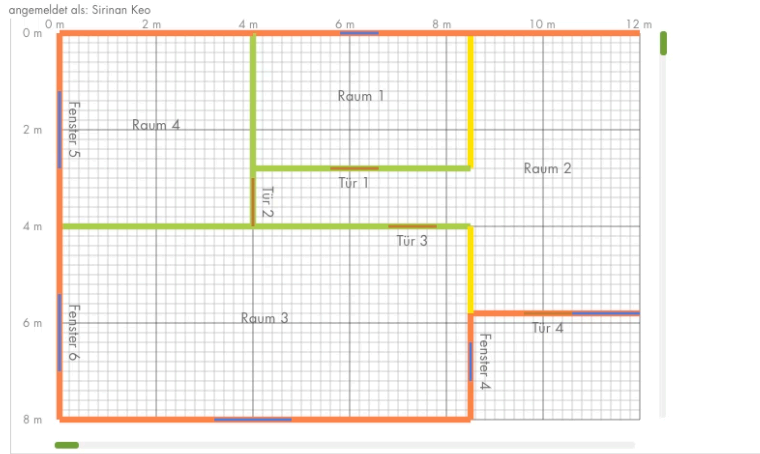 angemeldet als: Sirinan Keo
0 m 2 m 4 m 6 m 8 m 10 m 12 m
0 m
Raum 1
Fenster 5
Raum 4
2 m
Raum 2
Tür 1
Tür 2
4 m
Tür 3
Raum 3
Fenster 6
6 m
Tür 4
Fenster 4
8 m